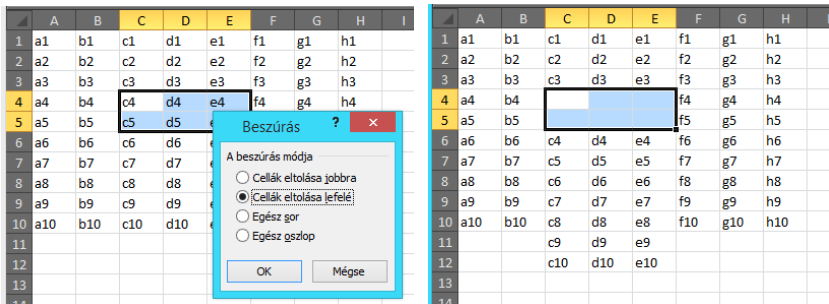 A B C D E F G H I
1 a1 b1 c1 d1 e1 f1 g1 h1
2 a2 b2 c2 d2 e2 f2 g2 h2
3 a3 b3 c3 d3 e3 f3 g3 h3
4 a4 b4 c4 d4 e4 f4 g4 h4
5 a5 b5 c5 d5
6 a6 b6 c6 d6
7 a7 b7 c7 d7
8 a8 b8 c8 d8
9 a9 b9 c9 d9
10 a10 b10 c10 d10
11
12
13
14
Beszúrás ? ×
A beszúrás módja
Cellák eltolása jobbra
Cellák eltolása lefelé
Egész sor
Egész oszlop
OK Mégse
A B C D E F G H
1 a1 b1 c1 d1 e1 f1 g1 h1
2 a2 b2 c2 d2 e2 f2 g2 h2
3 a3 b3 c3 d3 e3 f3 g3 h3
4 a4 b4 f4 g4 h4
5 a5 b5 f5 g5 h5
6 a6 b6 c4 d4 e4 f6 g6 h6
7 a7 b7 c5 d5 e5 f7 g7 h7
8 a8 b8 c6 d6 e6 f8 g8 h8
9 a9 b9 c7 d7 e7 f9 g9 h9
10 a10 b10 c8 d8 e8 f10 g10 h10
11 c9 d9 e9
12 c10 d10 e10
13
14